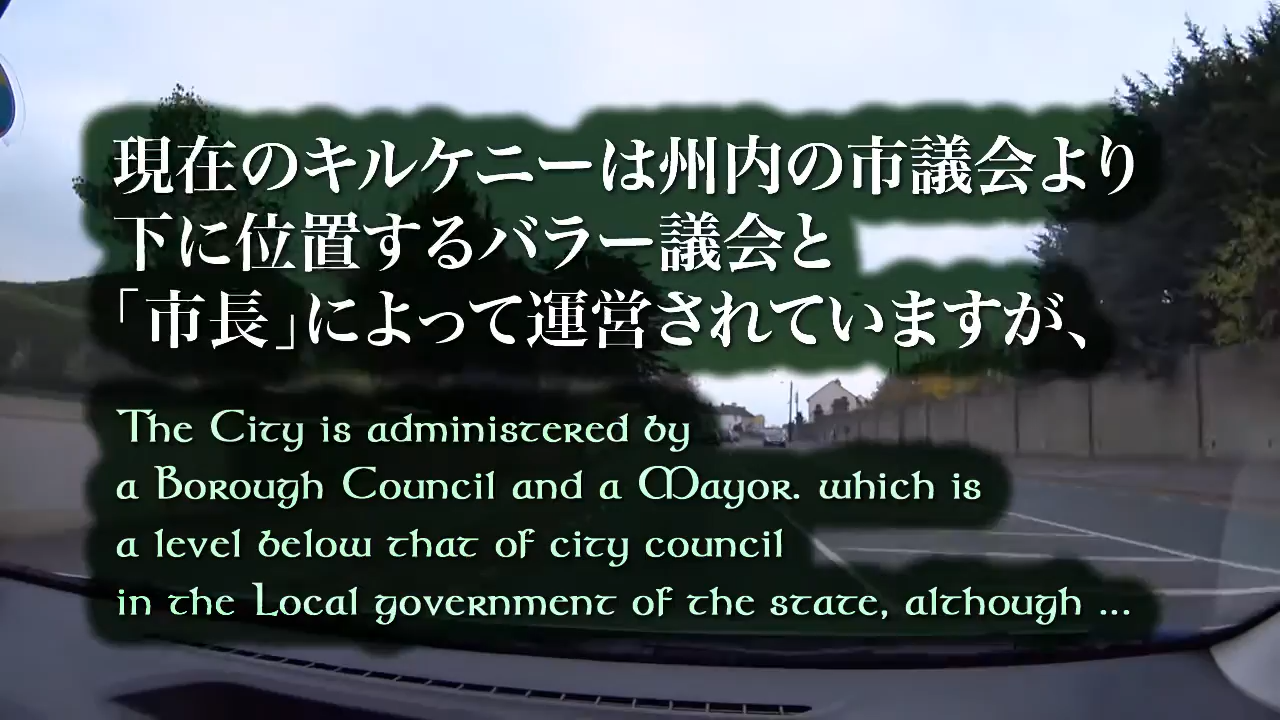 現在のキルケニーは州内の市議会より
下に位置するバラー議会と
「市長」によって運営されていますが、
The City is administered by
a Borough Council and a Mayor. which is
a level below that of city council
in the Local government of the state, although ...